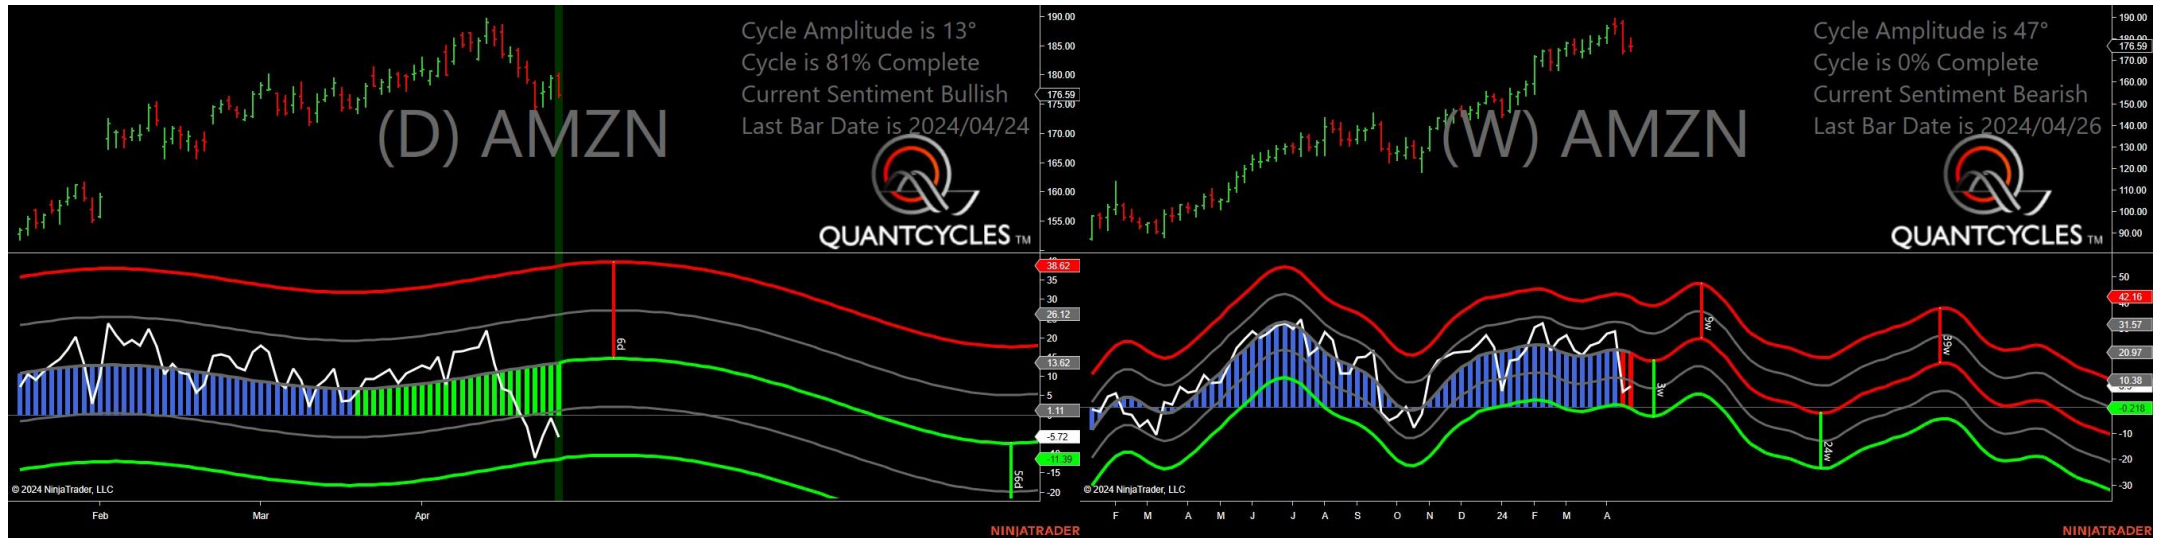 Cycle Amplitude is 13°
Cycle is 81% Complete
Current Sentiment Bullish
Last Bar Date is 2024/04/24
(D) AMZN
QUANTCYCLES TM
190.00
185.00
180.00
176.59
175.00
170.00
165.00
160.00
155.00
38.62
35
30
26.12
20
13.62
10
5
1.11
-5.72
-11.39
-15
-20
6d
56d
© 2024 NinjaTrader, LLC
Feb Mar Apr
NINJATRADER
Cycle Amplitude is 47°
Cycle is 0% Complete
Current Sentiment Bearish
Last Bar Date is 2024/04/26
(W) AMZN
QUANTCYCLES TM
190.00
180.00
176.59
170.00
160.00
150.00
140.00
130.00
120.00
110.00
100.00
90.00
50
42.16
31.57
20.97
10.38
-0.218
-10
-20
-30
9w
3w
24w
39w
© 2024 NinjaTrader, LLC
F M A M J J A S O N D 24 F M A
NINJATRADER